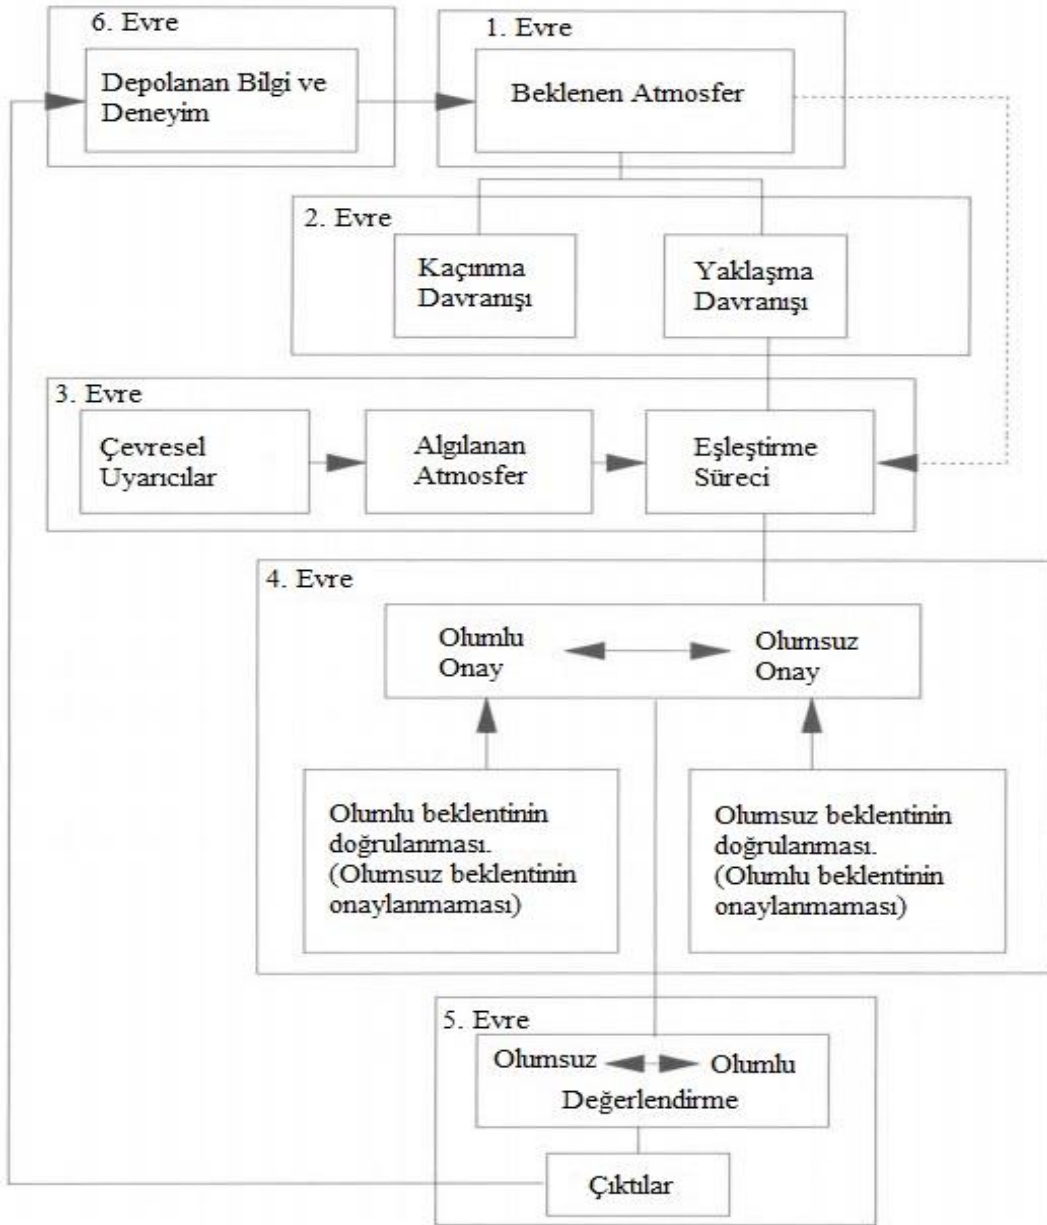 6. Evre
Depolanan Bilgi ve
Deneyim
1. Evre
Beklenen Atmosfer
2. Evre
Kaçınma
Davranışı
Yaklaşma
Davranışı
3. Evre
Çevresel
Uyarıcılar
Algılanan
Atmosfer
Eşleştirme
Süreci
4. Evre
Olumlu
Onay
Olumsuz
Onay
Olumlu beklentinin
doğrulanması.
(Olumsuz beklentinin
onaylanmaması)
Olumsuz beklentinin
doğrulanması.
(Olumlu beklentinin
onaylanmaması)
5. Evre
Olumsuz
Olumlu
Değerlendirme
Çıktılar